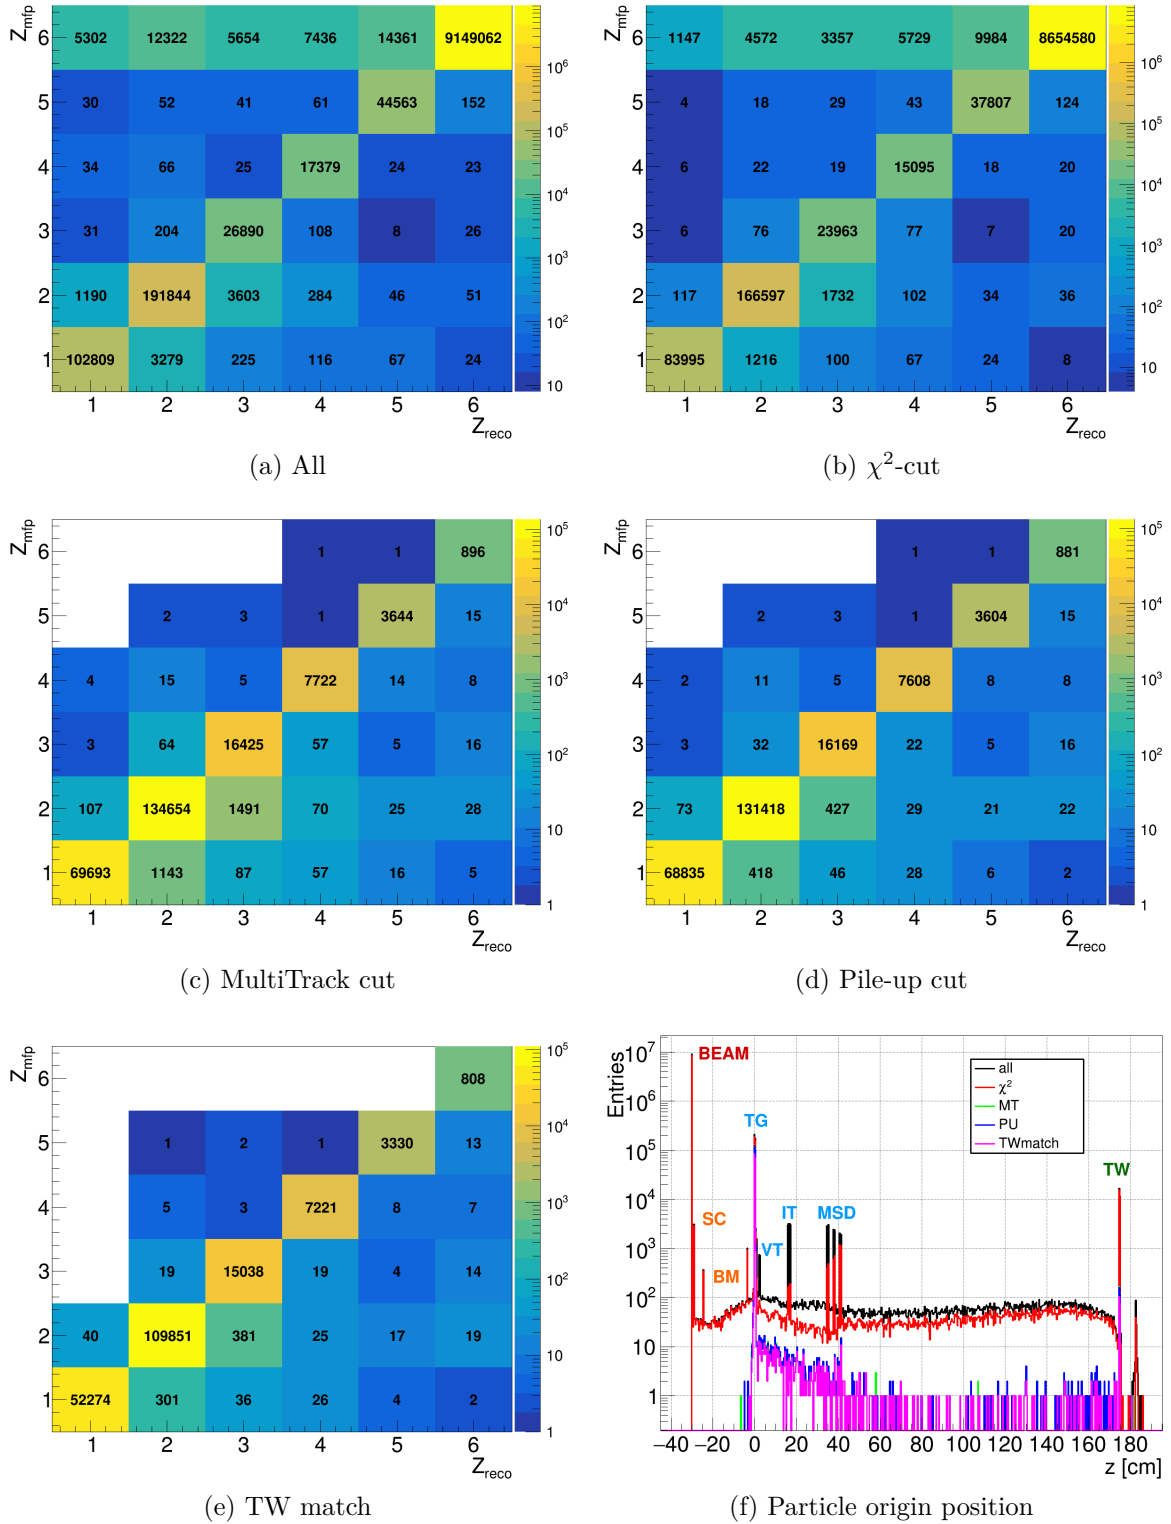 Z_mfp
6 5302 12322 5654 7436 14361 9149062
5 30 52 41 61 44563 152
4 34 66 25 17379 24 23
3 31 204 26890 108 8 26
2 1190 191844 3603 284 46 51
1 102809 3279 225 116 67 24
1 2 3 4 5 6
Z_reco
10^6
10^5
10^4
10^3
10^2
10
(a) All
Z_mfp
6 1147 4572 3357 5729 9984 8654580
5 4 18 29 43 37807 124
4 6 22 19 15095 18 20
3 6 76 23963 77 7 20
2 117 166597 1732 102 34 36
1 83995 1216 100 67 24 8
1 2 3 4 5 6
Z_reco
10^6
10^5
10^4
10^3
10^2
10
(b) χ²-cut
Z_mfp
6 1 1 896
5 2 3 1 3644 15
4 4 15 5 7722 14 8
3 3 64 16425 57 5 16
2 107 134654 1491 70 25 28
1 69693 1143 87 57 16 5
1 2 3 4 5 6
Z_reco
10^5
10^4
10^3
10^2
10
1
(c) MultiTrack cut
Z_mfp
6 1 1 881
5 2 3 1 3604 15
4 2 11 5 7608 8 8
3 3 32 16169 22 5 16
2 73 131418 427 29 21 22
1 68835 418 46 28 6 2
1 2 3 4 5 6
Z_reco
10^5
10^4
10^3
10^2
10
1
(d) Pile-up cut
Z_mfp
6 808
5 1 2 1 3330 13
4 5 3 7221 8 7
3 19 15038 19 4 14
2 40 109851 381 25 17 19
1 52274 301 36 26 4 2
1 2 3 4 5 6
Z_reco
10^5
10^4
10^3
10^2
10
1
(e) TW match
Entries
10^7
10^6
10^5
10^4
10^3
10^2
10
1
BEAM
all
χ²
MT
PU
TWmatch
TG
TW
SC
IT
MSD
VT
BM
−40 −20 0 20 40 60 80 100 120 140 160 180
z [cm]
(f) Particle origin position